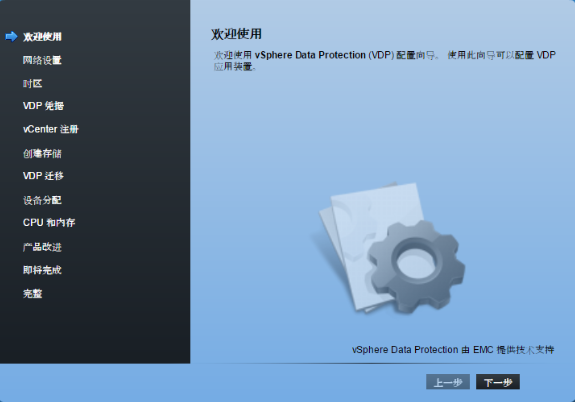 欢迎使用
网络设置
时区
VDP 凭据
vCenter 注册
创建存储
VDP 迁移
设备分配
CPU 和内存
产品改进
即将完成
完整
欢迎使用
欢迎使用 vSphere Data Protection (VDP) 配置向导。 使用此向导可以配置 VDP
应用装置。
vSphere Data Protection 由 EMC 提供技术支持
上一步 下一步